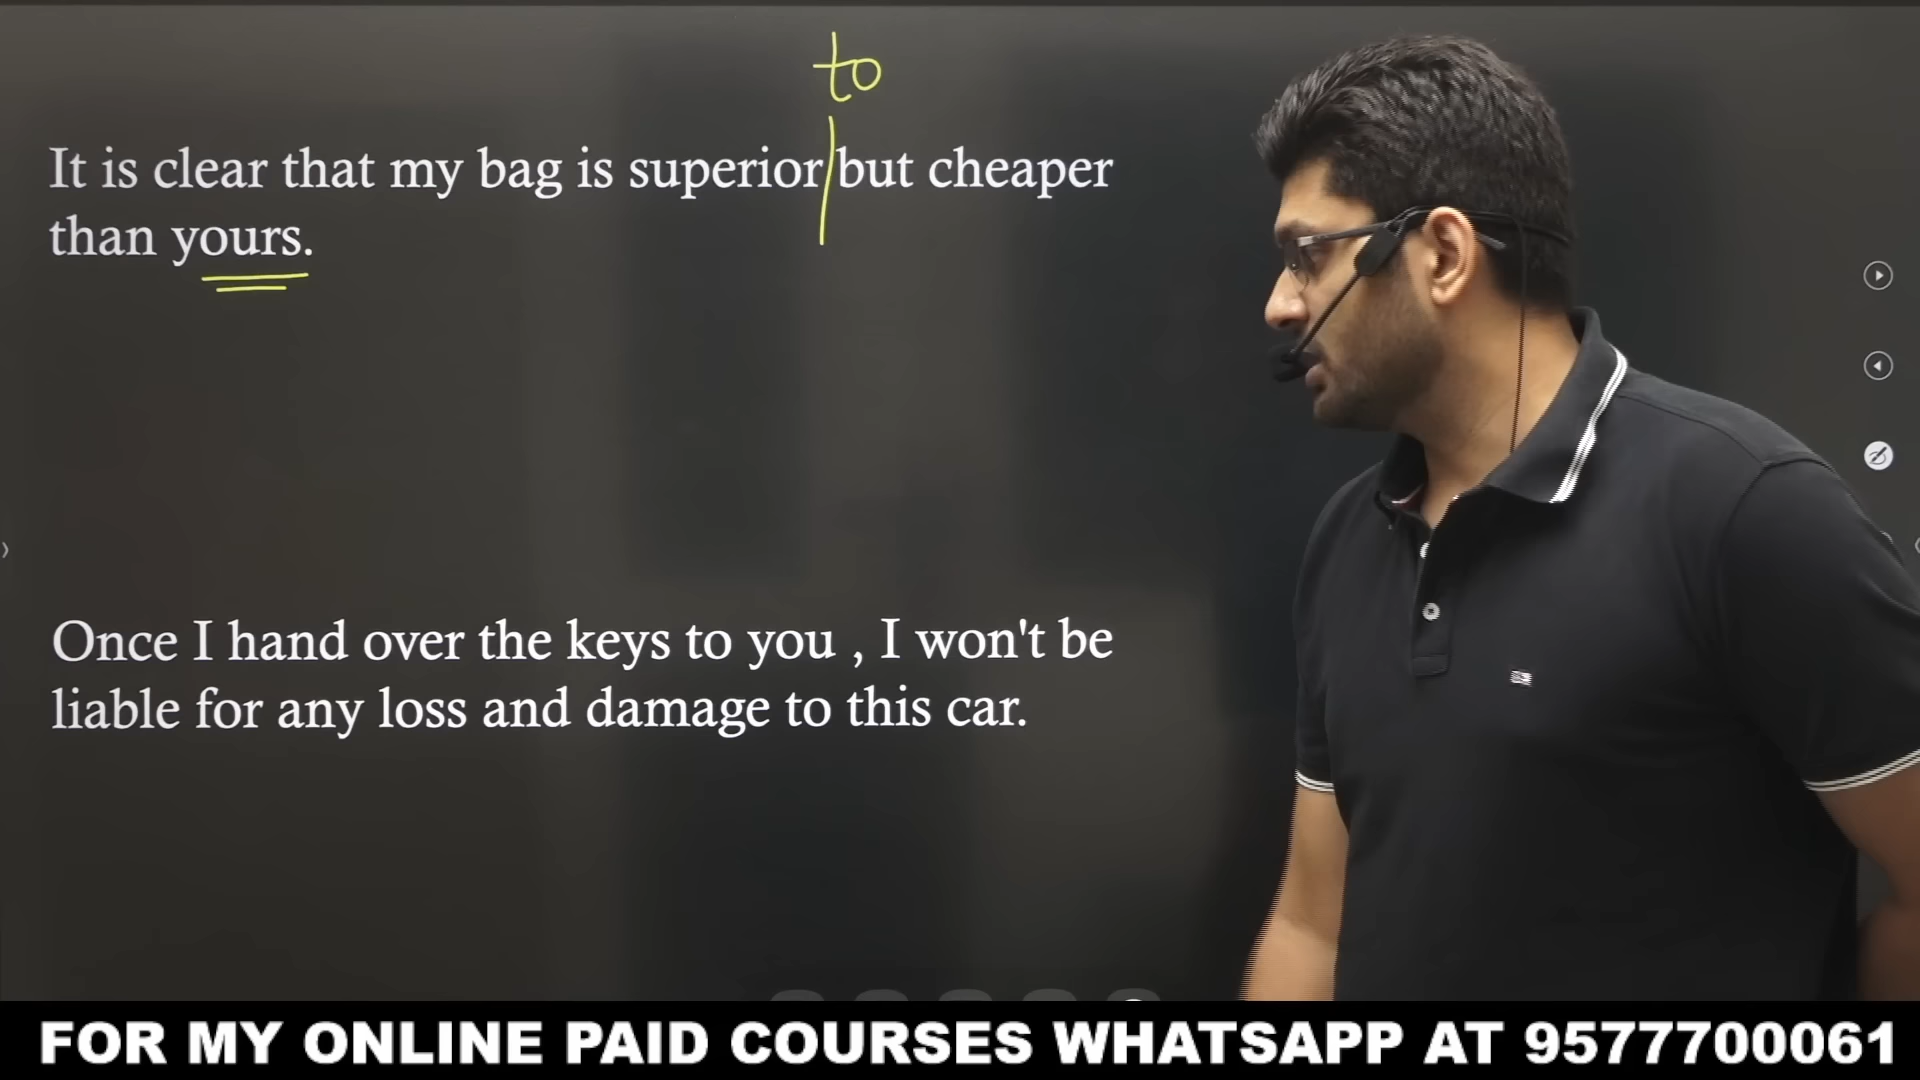 to
It is clear that my bag is superior but cheaper
than yours.
Once I hand over the keys to you , I won't be
liable for any loss and damage to this car.
FOR MY ONLINE PAID COURSES WHATSAPP AT 9577700061